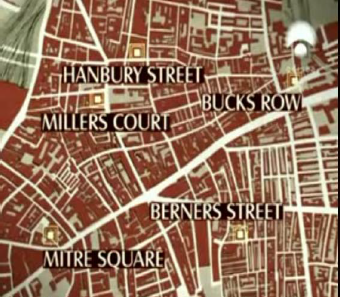 HANBURY STREET
BUCKS ROW
MILLERS COURT
BERNERS STREET
MITRE SQUARE